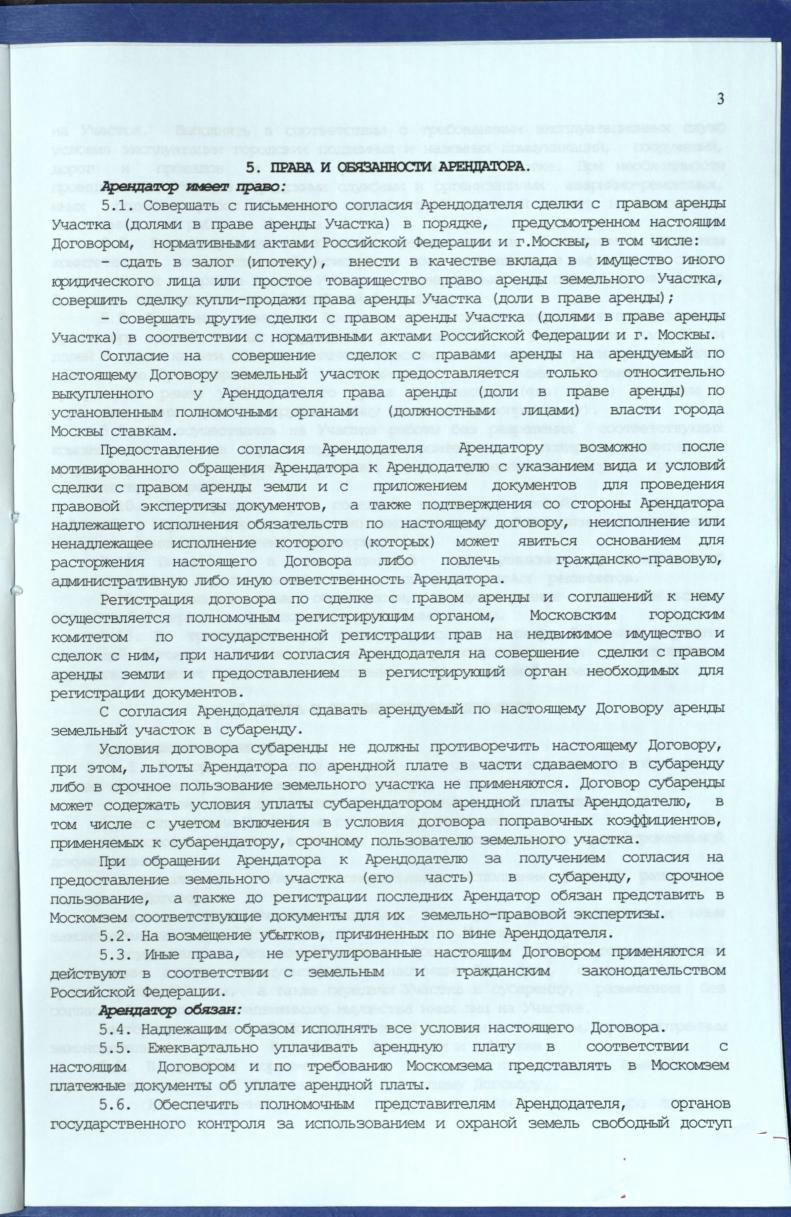 3
5. ПРАВА И ОБЯЗАННОСТИ АРЕНДАТОРА.
Арендатор имеет право:
5.1. Совершать с письменного согласия Арендодателя сделки с правом аренды
Участка (долями в праве аренды Участка) в порядке, предусмотренном настоящим
Договором, нормативными актами Российской Федерации и г.Москвы, в том числе:
- сдать в залог (ипотеку), внести в качестве вклада в имущество иного
юридического лица или простое товарищество право аренды земельного Участка,
совершить сделку купли-продажи права аренды Участка (доли в праве аренды);
- совершать другие сделки с правом аренды Участка (долями в праве аренды
Участка) в соответствии с нормативными актами Российской Федерации и г. Москвы.
Согласие на совершение сделок с правами аренды на арендуемый по
настоящему Договору земельный участок предоставляется только относительно
выкупленного у Арендодателя права аренды (доли в праве аренды) по
установленным полномочными органами (должностными лицами) власти города
Москвы ставкам.
Предоставление согласия Арендодателя Арендатору возможно после
мотивированного обращения Арендатора к Арендодателю с указанием вида и условий
сделки с правом аренды земли и с приложением документов для проведения
правовой экспертизы документов, а также подтверждения со стороны Арендатора
надлежащего исполнения обязательств по настоящему договору, неисполнение или
ненадлежащее исполнение которого (которых) может явиться основанием для
расторжения настоящего Договора либо повлечь гражданско-правовую,
административную либо иную ответственность Арендатора.
Регистрация договора по сделке с правом аренды и соглашений к нему
осуществляется полномочным регистрирующим органом, Московским городским
комитетом по государственной регистрации прав на недвижимое имущество и
сделок с ним, при наличии согласия Арендодателя на совершение сделки с правом
аренды земли и предоставлением в регистрирующий орган необходимых для
регистрации документов.
С согласия Арендодателя сдавать арендуемый по настоящему Договору аренды
земельный участок в субаренду.
Условия договора субаренды не должны противоречить настоящему Договору,
при этом, льготы Арендатора по арендной плате в части сдаваемого в субаренду
либо в срочное пользование земельного участка не применяются. Договор субаренды
может содержать условия уплаты субарендатором арендной платы Арендодателю, в
том числе с учетом включения в условия договора поправочных коэффициентов,
применяемых к субарендатору, срочному пользователю земельного участка.
При обращении Арендатора к Арендодателю за получением согласия на
предоставление земельного участка (его часть) в субаренду, срочное
пользование, а также до регистрации последних Арендатор обязан представить в
Москомзем соответствующие документы для их земельно-правовой экспертизы.
5.2. На возмещение убытков, причиненных по вине Арендодателя.
5.3. Иные права, не урегулированные настоящим Договором применяются и
действуют в соответствии с земельным и гражданским законодательством
Российской Федерации.
Арендатор обязан:
5.4. Надлежащим образом исполнять все условия настоящего Договора.
5.5. Ежеквартально уплачивать арендную плату в соответствии с
настоящим Договором и по требованию Москомзема представлять в Москомзем
платежные документы об уплате арендной платы.
5.6. Обеспечить полномочным представителям Арендодателя, органов
государственного контроля за использованием и охраной земель свободный доступ